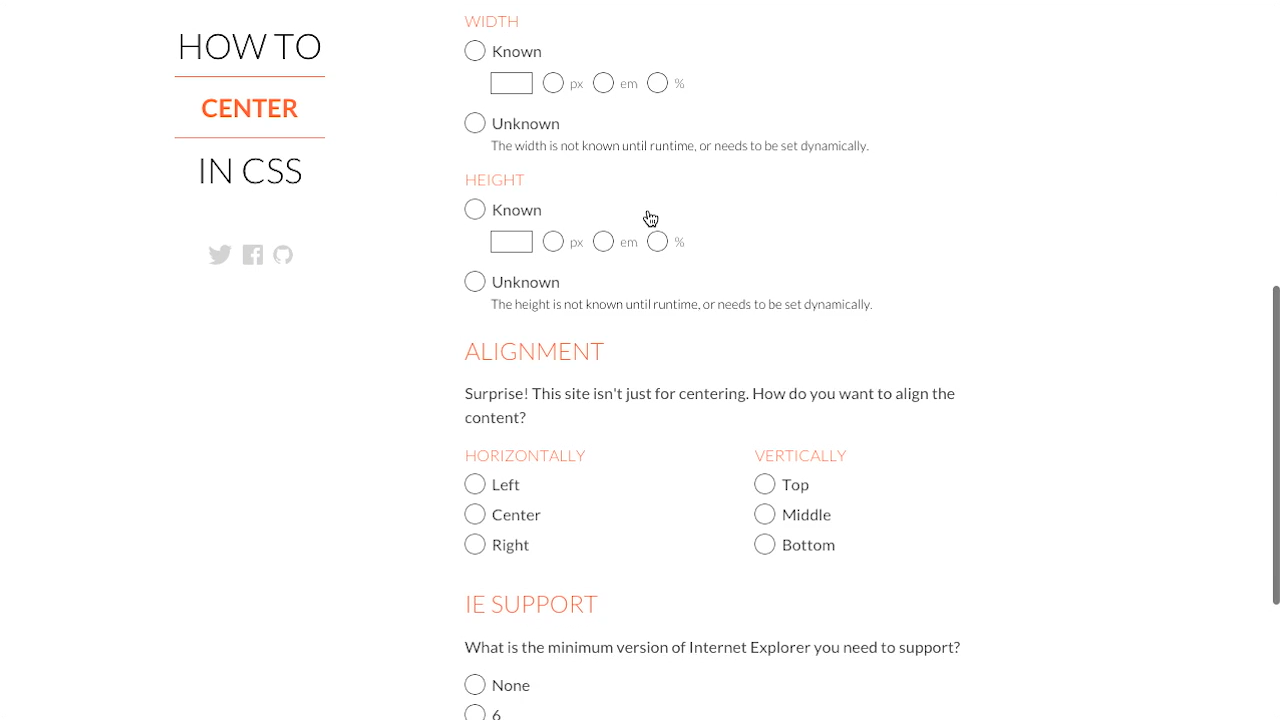 HOW TO
CENTER
IN CSS
WIDTH
Known
px em %
Unknown
The width is not known until runtime, or needs to be set dynamically.
HEIGHT
Known
px em %
Unknown
The height is not known until runtime, or needs to be set dynamically.
ALIGNMENT
Surprise! This site isn't just for centering. How do you want to align the
content?
HORIZONTALLY
Left
Center
Right
VERTICALLY
Top
Middle
Bottom
IE SUPPORT
What is the minimum version of Internet Explorer you need to support?
None
6